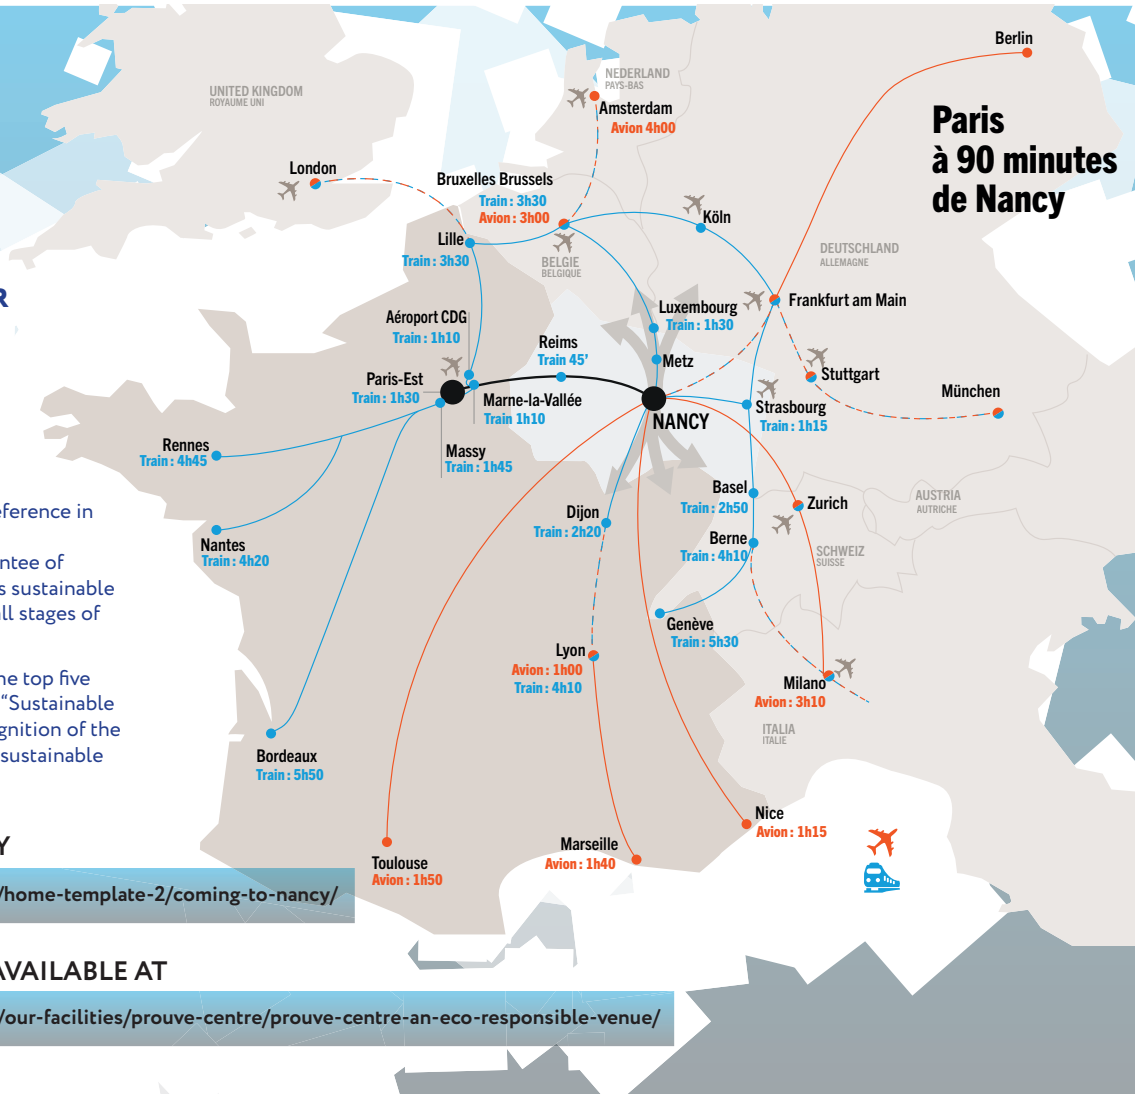 Berlin
NEDERLAND
PAYS-BAS
UNITED KINGDOM
ROYAUME UNI
Amsterdam
Avion 4h00
Paris
à 90 minutes
de Nancy
London
Bruxelles Brussels
Train : 3h30
Avion : 3h00
Köln
Lille
Train : 3h30
BELGIE
BELGIQUE
DEUTSCHLAND
ALLEMAGNE
R
Aéroport CDG
Train : 1h10
Luxembourg
Train : 1h30
Frankfurt am Main
Reims
Train 45'
Metz
Paris-Est
Train : 1h30
Stuttgart
München
Marne-la-Vallée
Train 1h10
NANCY
Strasbourg
Train : 1h15
Rennes
Train : 4h45
Massy
Train : 1h45
Basel
Train : 2h50
Zurich
AUSTRIA
AUTRICHE
eference in
Dijon
Train : 2h20
Nantes
Train : 4h20
Berne
Train : 4h10
SCHWEIZ
SUISSE
ntee of
s sustainable
all stages of
Genève
Train : 5h30
Lyon
Avion : 1h00
Train : 4h10
ne top five
“Sustainable
gnition of the
sustainable
Milano
Avion : 3h10
ITALIA
ITALIE
Bordeaux
Train : 5h50
Nice
Avion : 1h15
Marseille
Avion : 1h40
Toulouse
Avion : 1h50
Y
/home-template-2/coming-to-nancy/
AVAILABLE AT
/our-facilities/prouve-centre/prouve-centre-an-eco-responsible-venue/